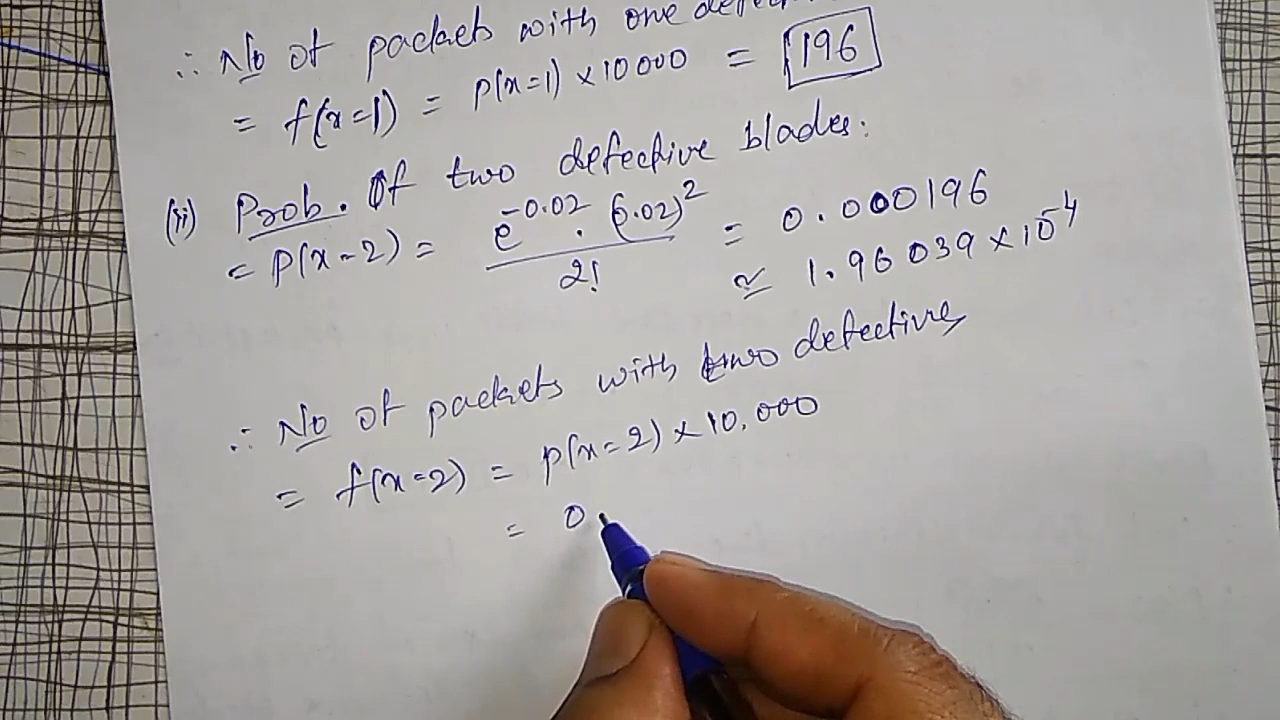 ∴ No of packets with one defec
= f(x=1) = p(x=1) × 10000 = 196
(ii) Prob. Of two defective blades:
= p(x=2) = e^-0.02 . (0.02)^2 / 2! = 0.000196
≃ 1.96039 × 10^-4
∴ No of packets with two defective,
= f(x=2) = p(x=2) × 10,000
= 0.